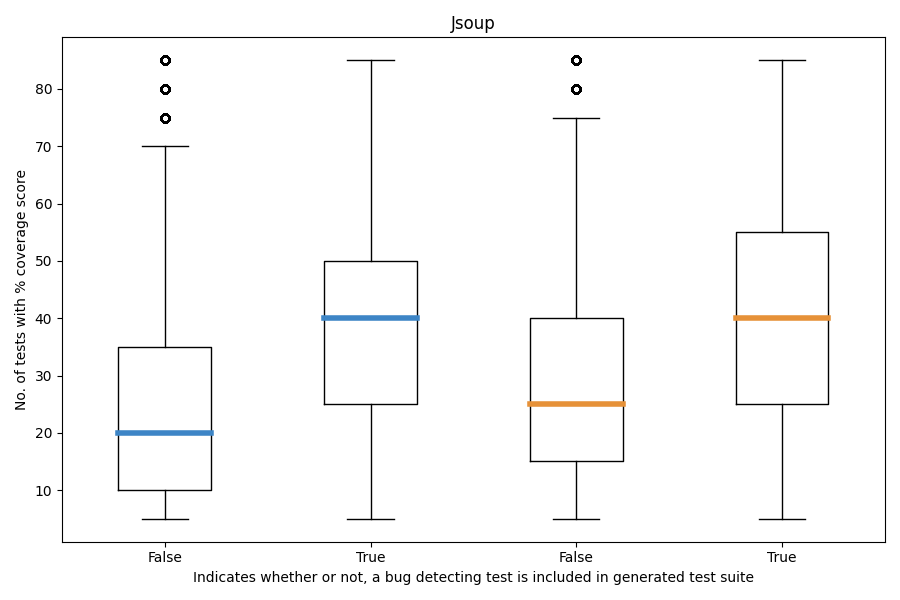 Jsoup
No. of tests with % coverage score
80
70
60
50
40
30
20
10
False
True
False
True
Indicates whether or not, a bug detecting test is included in generated test suite